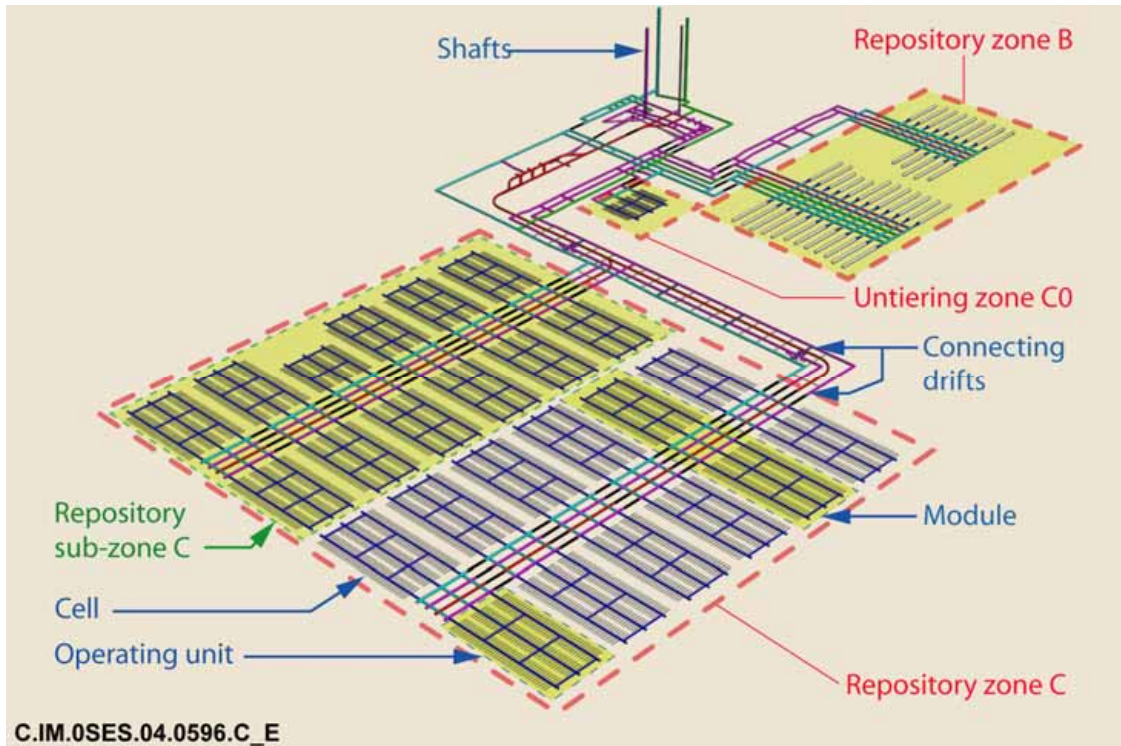 Shafts
Repository zone B
Untiering zone C0
Connecting
drifts
Module
Repository
sub-zone C
Cell
Operating unit
Repository zone C
C.IM.0SES.04.0596.C_E